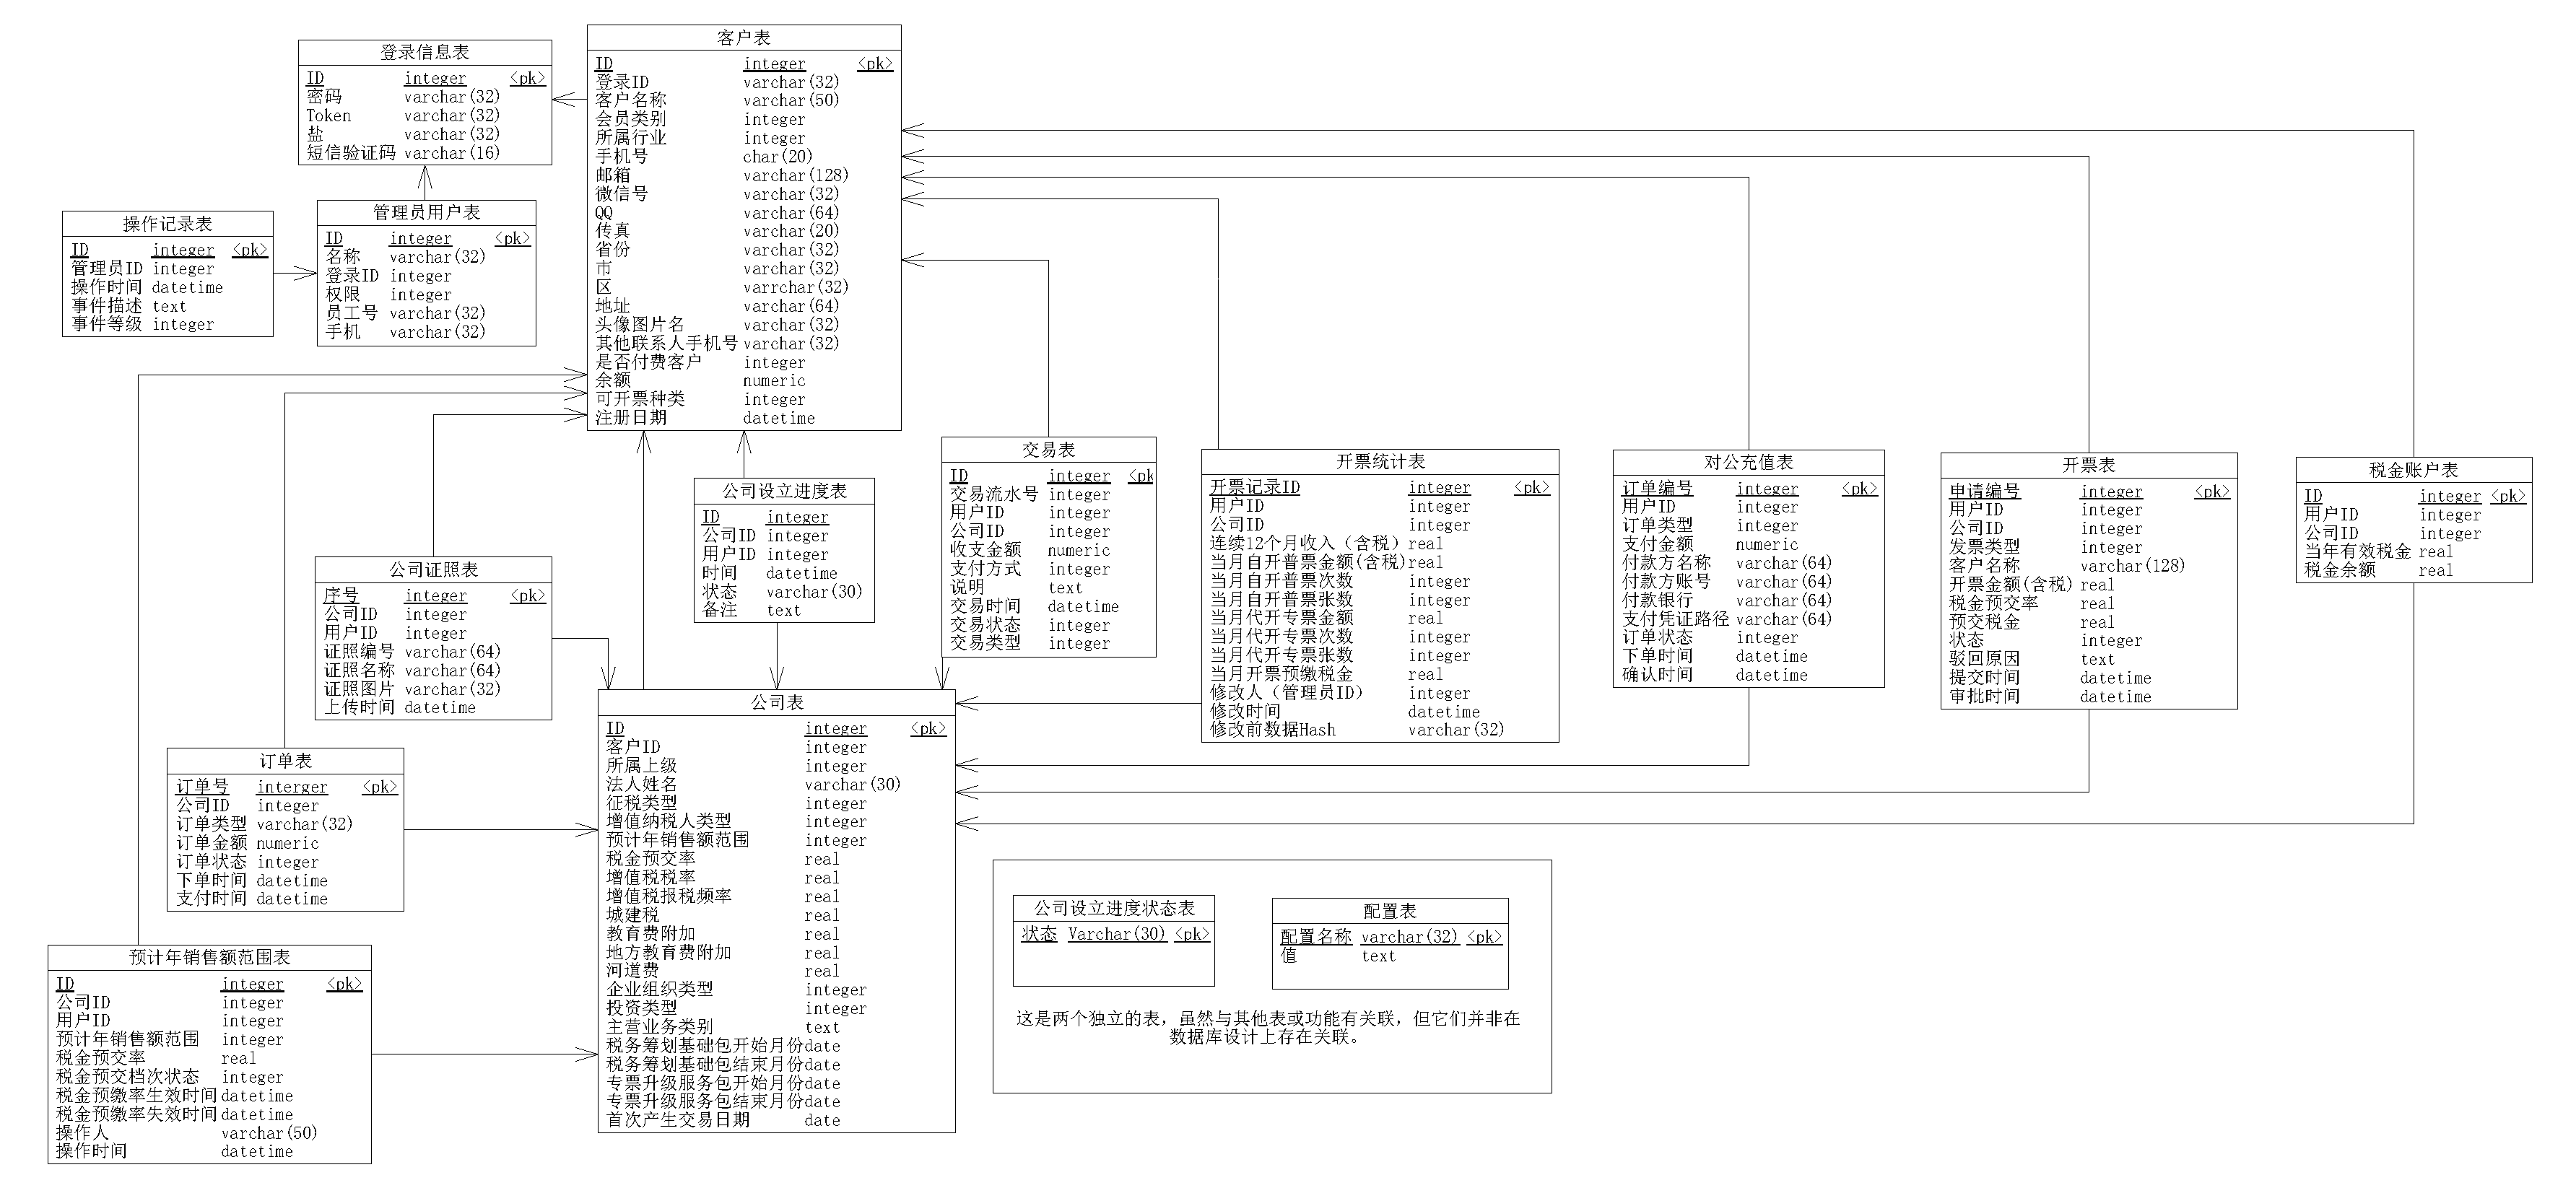 登录信息表
ID integer <pk>
密码 varchar(32)
Token varchar(32)
盐 varchar(32)
短信验证码 varchar(16)
客户表
ID integer <pk>
登录ID varchar(32)
客户名称 varchar(50)
会员类别 integer
所属行业 integer
手机号 char(20)
邮箱 varchar(128)
微信号 varchar(32)
QQ varchar(64)
传真 varchar(20)
省份 varchar(32)
市 varchar(32)
区 varrchar(32)
地址 varchar(64)
头像图片名 varchar(32)
其他联系人手机号 varchar(32)
是否付费客户 integer
余额 numeric
可开票种类 integer
注册日期 datetime
操作记录表
ID integer <pk>
管理员ID integer
操作时间 datetime
事件描述 text
事件等级 integer
管理员用户表
ID integer <pk>
名称 varchar(32)
登录ID integer
权限 integer
员工号 varchar(32)
手机 varchar(32)
公司设立进度表
ID integer
公司ID integer
用户ID integer
时间 datetime
状态 varchar(30)
备注 text
交易表
ID integer <pk
交易流水号 integer
用户ID integer
公司ID integer
收支金额 numeric
支付方式 integer
说明 text
交易时间 datetime
交易状态 integer
交易类型 integer
开票统计表
开票记录ID integer <pk>
用户ID integer
公司ID integer
连续12个月收入（含税） real
当月自开普票金额(含税) real
当月自开普票次数 integer
当月自开普票张数 integer
当月代开专票金额 real
当月代开专票次数 integer
当月代开专票张数 integer
当月开票预缴税金 real
修改人（管理员ID） integer
修改时间 datetime
修改前数据Hash varchar(32)
对公充值表
订单编号 integer <pk>
用户ID integer
订单类型 integer
支付金额 numeric
付款方名称 varchar(64)
付款方账号 varchar(64)
付款银行 varchar(64)
支付凭证路径 varchar(64)
订单状态 integer
下单时间 datetime
确认时间 datetime
开票表
申请编号 integer <pk>
用户ID integer
公司ID integer
发票类型 integer
客户名称 varchar(128)
开票金额(含税) real
税金预交率 real
预交税金 real
状态 integer
驳回原因 text
提交时间 datetime
审批时间 datetime
税金账户表
ID integer <pk>
用户ID integer
公司ID integer
当年有效税金 real
税金余额 real
公司证照表
序号 integer <pk>
公司ID integer
用户ID integer
证照编号 varchar(64)
证照名称 varchar(64)
证照图片 varchar(32)
上传时间 datetime
订单表
订单号 interger <pk>
公司ID integer
订单类型 varchar(32)
订单金额 numeric
订单状态 integer
下单时间 datetime
支付时间 datetime
公司表
ID integer <pk>
客户ID integer
所属上级 integer
法人姓名 varchar(30)
征税类型 integer
增值纳税人类型 integer
预计年销售额范围 integer
税金预交率 real
增值税税率 real
增值税报税频率 real
城建税 real
教育费附加 real
地方教育费附加 real
河道费 real
企业组织类型 integer
投资类型 integer
主营业务类别 text
税务筹划基础包开始月份 date
税务筹划基础包结束月份 date
专票升级服务包开始月份 date
专票升级服务包结束月份 date
首次产生交易日期 date
预计年销售额范围表
ID integer <pk>
公司ID integer
用户ID integer
预计年销售额范围 integer
税金预交率 real
税金预交档次状态 integer
税金预缴率生效时间 datetime
税金预缴率失效时间 datetime
操作人 varchar(50)
操作时间 datetime
公司设立进度状态表
状态 Varchar(30) <pk>
配置表
配置名称 varchar(32) <pk>
值 text
这是两个独立的表，虽然与其他表或功能有关联，但它们并非在
数据库设计上存在关联。